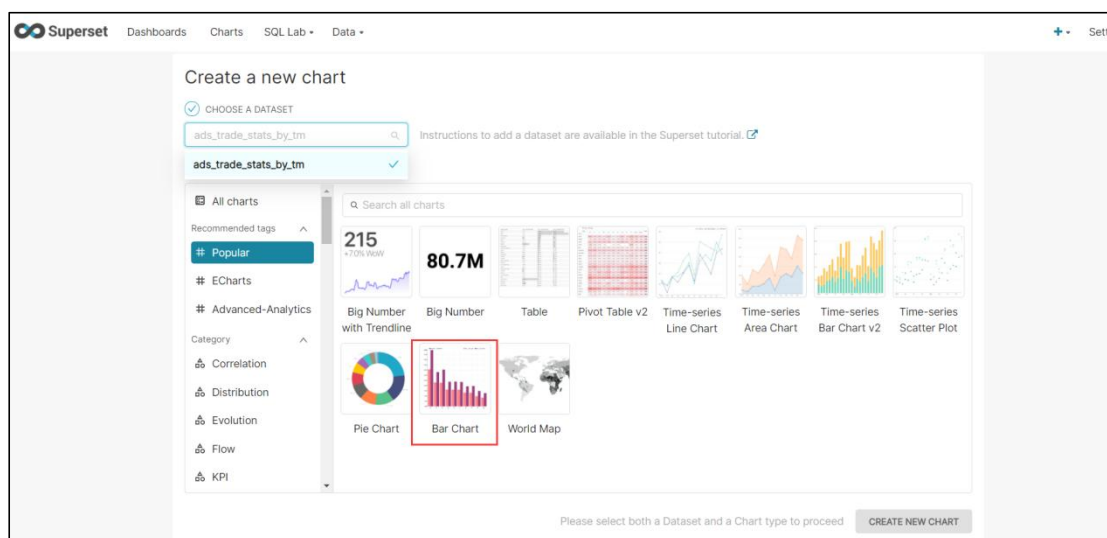 Superset Dashboards Charts SQL Lab Data Sett
Create a new chart
CHOOSE A DATASET
ads_trade_stats_by_tm
Instructions to add a dataset are available in the Superset tutorial.
ads_trade_stats_by_tm
All charts
Recommended tags
# Popular
# ECharts
# Advanced-Analytics
Category
Correlation
Distribution
Evolution
Flow
KPI
Search all charts
215
+70% WoW
80.7M
Big Number with Trendline
Big Number
Table
Pivot Table v2
Time-series Line Chart
Time-series Area Chart
Time-series Bar Chart v2
Time-series Scatter Plot
Pie Chart
Bar Chart
World Map
Please select both a Dataset and a Chart type to proceed
CREATE NEW CHART